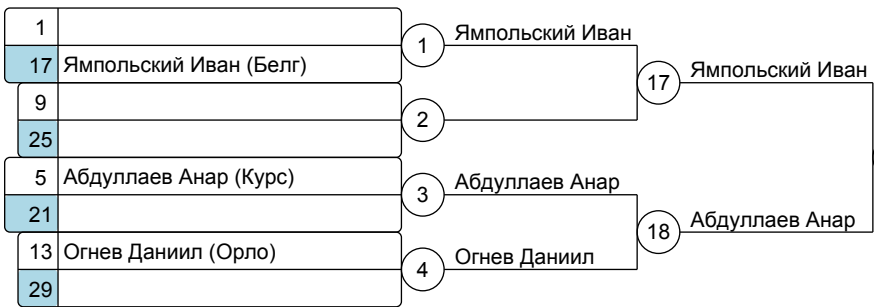 1
17 Ямпольский Иван (Белг)
9
25
5 Абдуллаев Анар (Курс)
21
13 Огнев Даниил (Орло)
29
1 Ямпольский Иван
2
3 Абдуллаев Анар
4 Огнев Даниил
17 Ямпольский Иван
18 Абдуллаев Анар